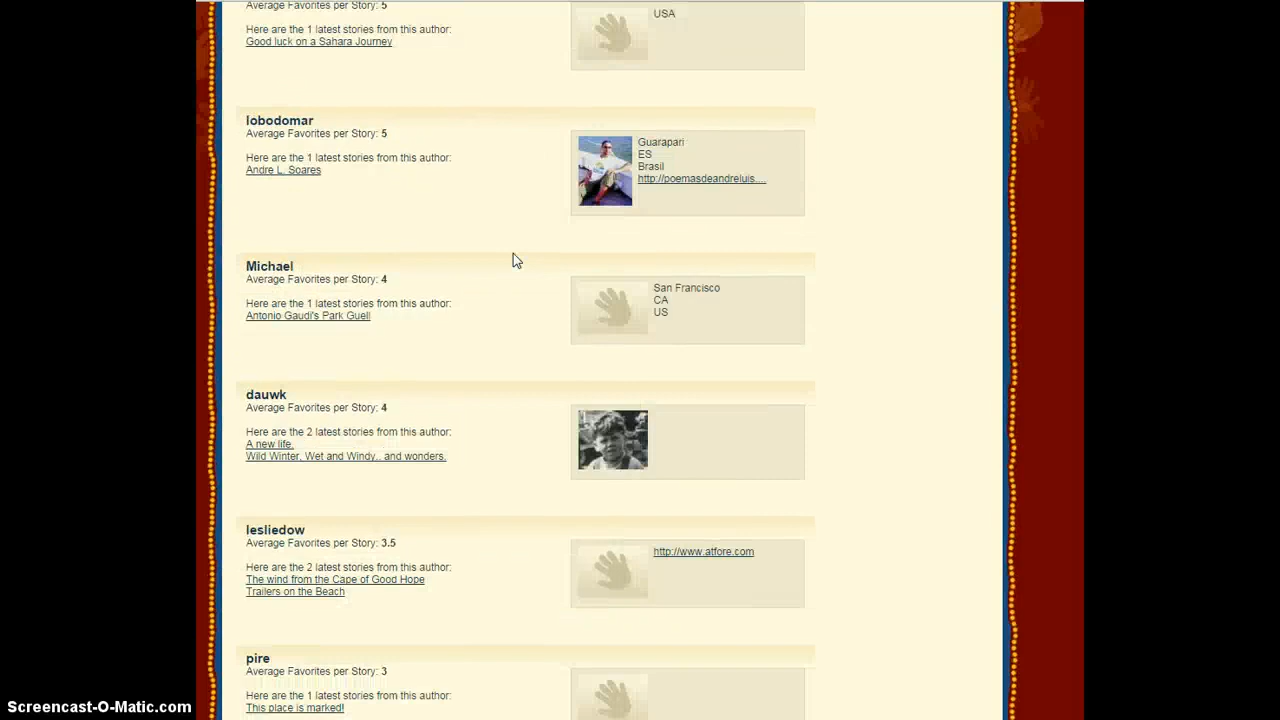 Average Favorites per Story: 5
Here are the 1 latest stories from this author:
Good luck on a Sahara Journey
USA
lobodomar
Average Favorites per Story: 5
Here are the 1 latest stories from this author:
Andre L. Soares
Guarapari
ES
Brasil
http://poemasdeandreluis....
Michael
Average Favorites per Story: 4
Here are the 1 latest stories from this author:
Antonio Gaudi's Park Guell
San Francisco
CA
US
dauwk
Average Favorites per Story: 4
Here are the 2 latest stories from this author:
A new life.
Wild Winter, Wet and Windy.. and wonders.
lesliedow
Average Favorites per Story: 3.5
Here are the 2 latest stories from this author:
The wind from the Cape of Good Hope
Trailers on the Beach
http://www.atfore.com
pire
Average Favorites per Story: 3
Here are the 1 latest stories from this author:
This place is marked!
Screencast-O-Matic.com